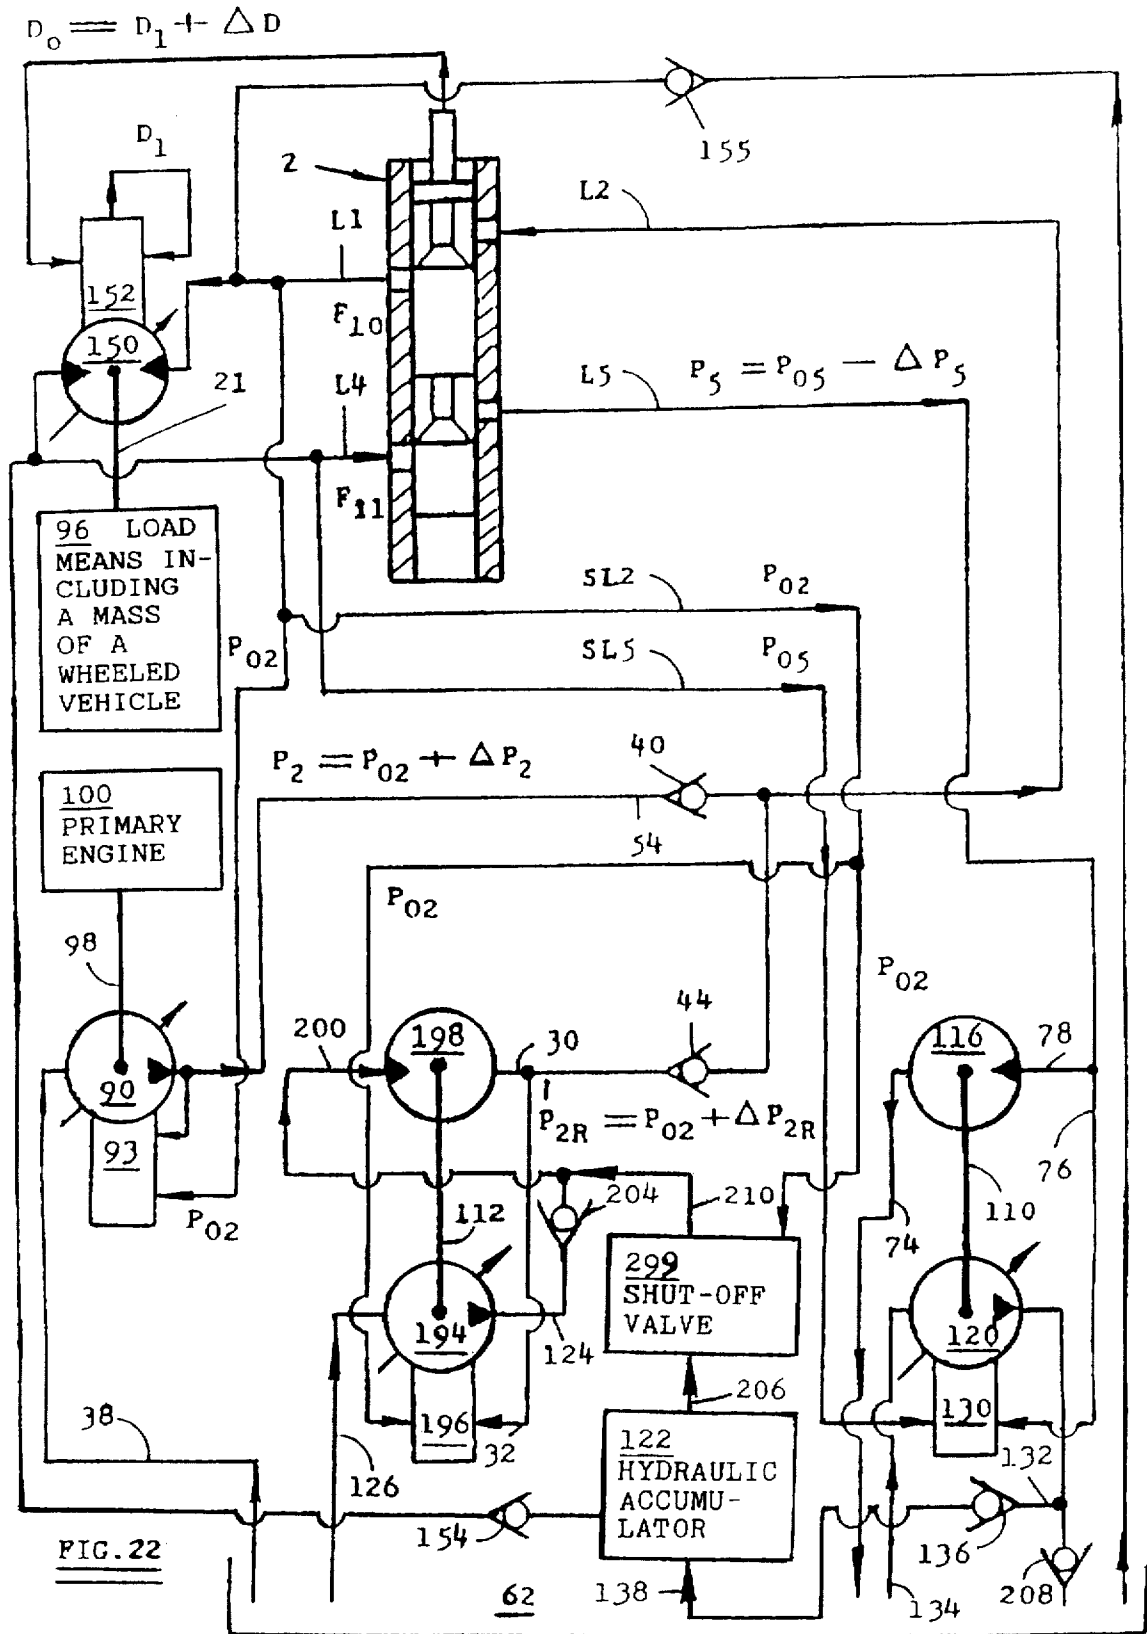 D₀ = D₁ + ΔD
D₁
2
155
L2
L1
152
150
F₁₀
21
L4
L5
P₅ = P₀₅ − ΔP₅
F₁₁
96 LOAD
MEANS IN-
CLUDING
A MASS
OF A
WHEELED
VEHICLE
SL2
P₀₂
P₀₂
SL5
P₀₅
P₂ = P₀₂ + ΔP₂
40
100
PRIMARY
ENGINE
54
P₀₂
98
P₀₂
44
200
198
30
116
78
90
P₂R = P₀₂ + ΔP₂R
93
76
P₀₂
204
210
112
74
110
299
SHUT-OFF
VALVE
194
124
120
206
38
196
32
130
122
HYDRAULIC
ACCUMU-
LATOR
132
126
154
136
FIG.22
62
138
134
208